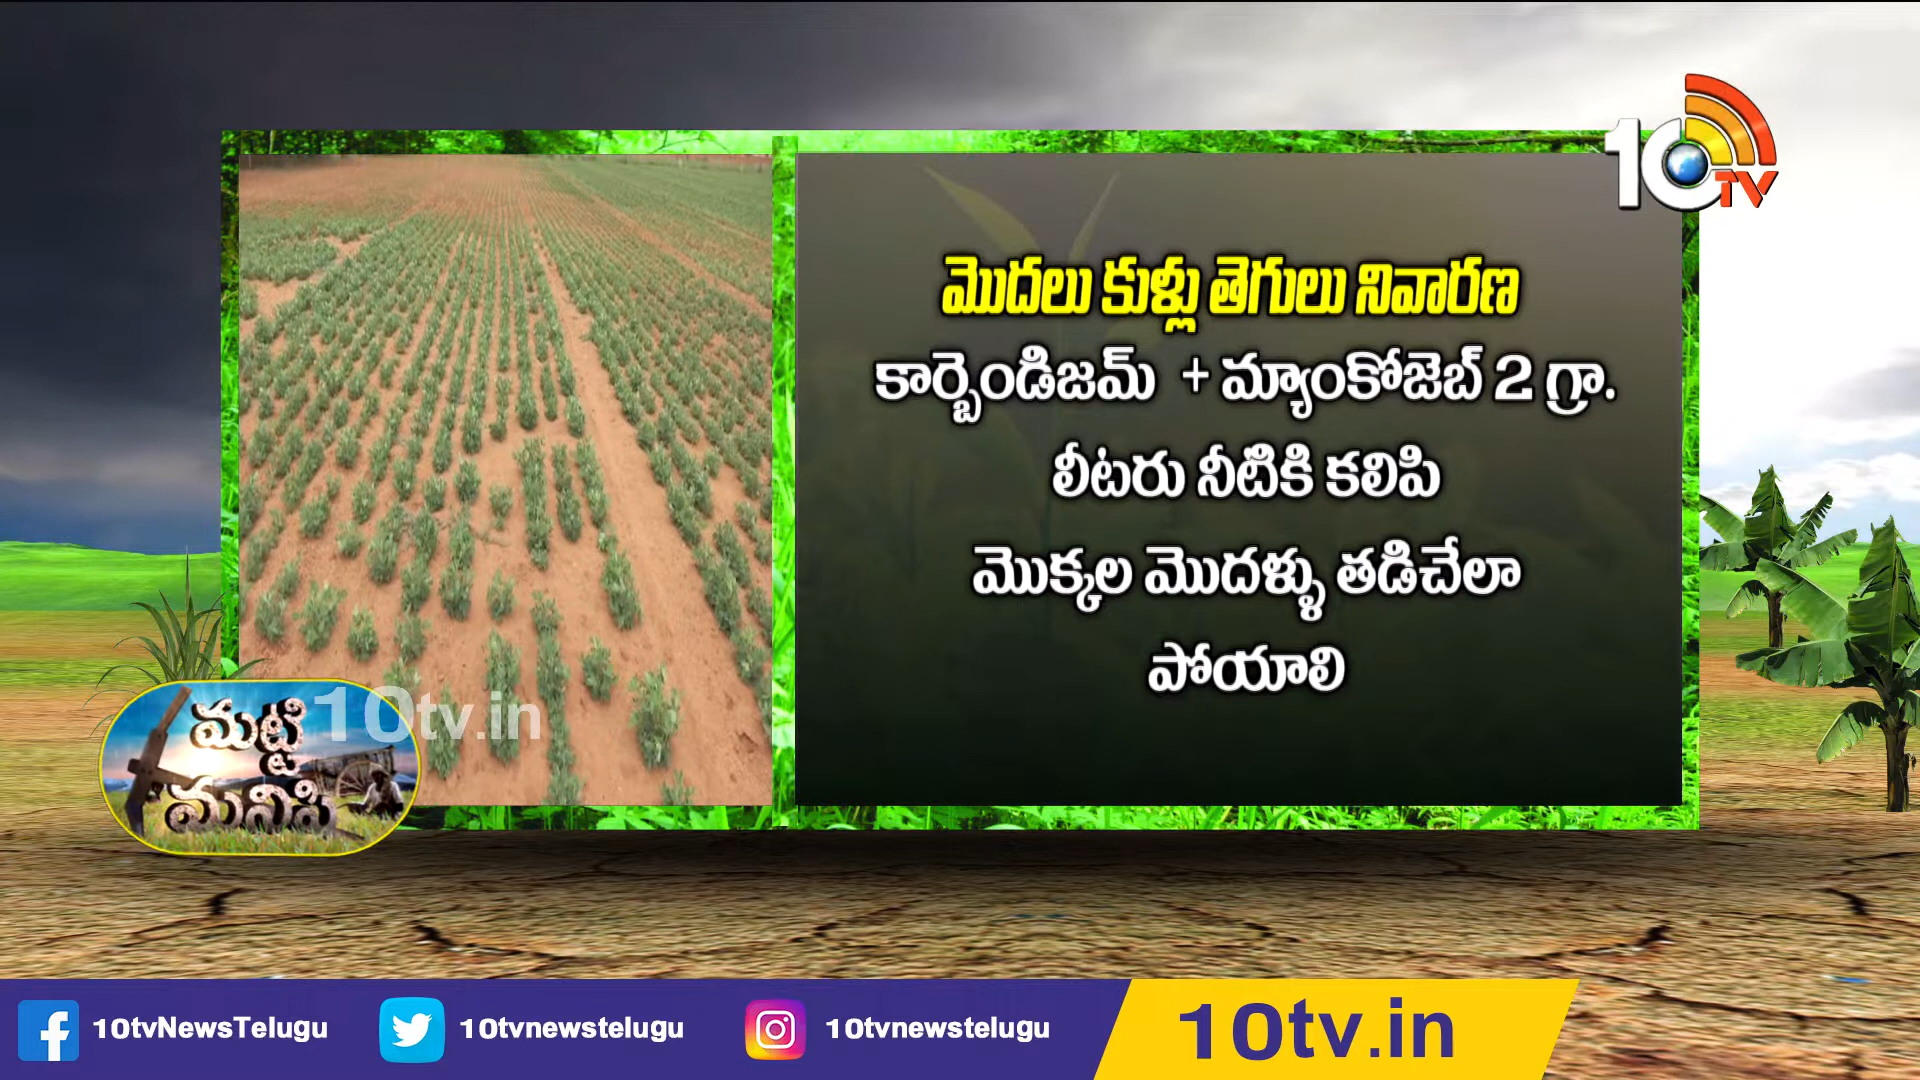 10TV
మొదలు కుళ్లు తెగులు నివారణ
కార్బెండిజమ్ + మ్యాంకోజెబ్ 2 గ్రా.
లీటరు నీటికి కలిపి
మొక్కల మొదళ్ళు తడిచేలా
పోయాలి
10tv.in
మట్టి
మనిషి
10tvNewsTelugu
10tvnewstelugu
10tvnewstelugu
10tv.in